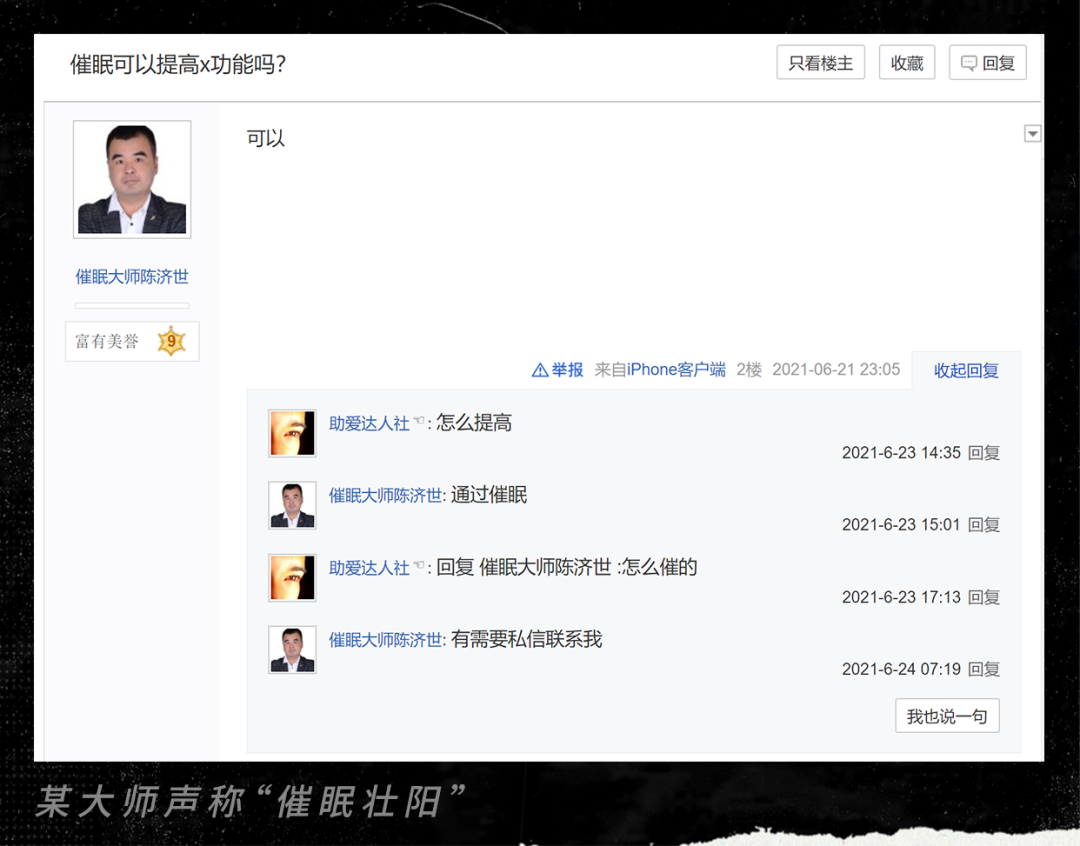 催眠可以提高x功能吗?
只看楼主 收藏 回复
可以
催眠大师陈济世
富有美誉 9
举报 来自iPhone客户端 2楼 2021-06-21 23:05 收起回复
助爱达人社 : 怎么提高
2021-6-23 14:35 回复
催眠大师陈济世: 通过催眠
2021-6-23 15:01 回复
助爱达人社 : 回复 催眠大师陈济世 :怎么催的
2021-6-23 17:13 回复
催眠大师陈济世: 有需要私信联系我
2021-6-24 07:19 回复
我也说一句
某大师声称“催眠壮阳”